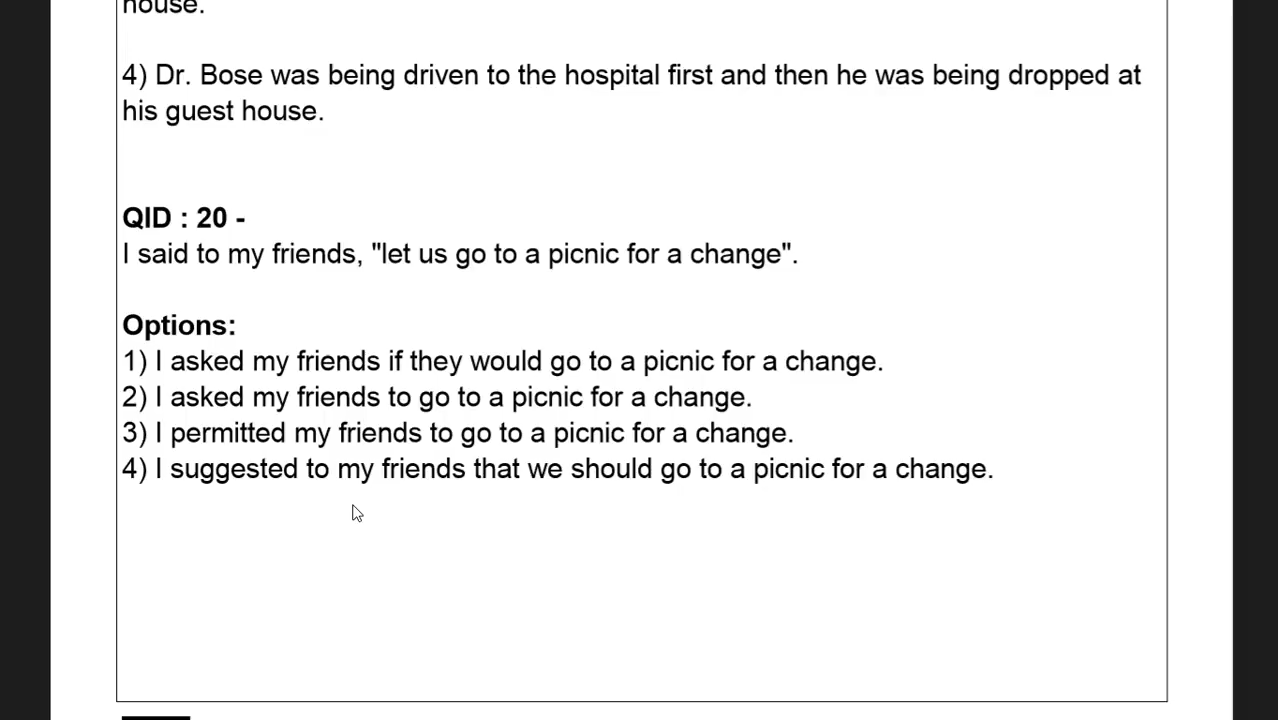 house.
4) Dr. Bose was being driven to the hospital first and then he was being dropped at
his guest house.
QID : 20 -
I said to my friends, "let us go to a picnic for a change".
Options:
1) I asked my friends if they would go to a picnic for a change.
2) I asked my friends to go to a picnic for a change.
3) I permitted my friends to go to a picnic for a change.
4) I suggested to my friends that we should go to a picnic for a change.